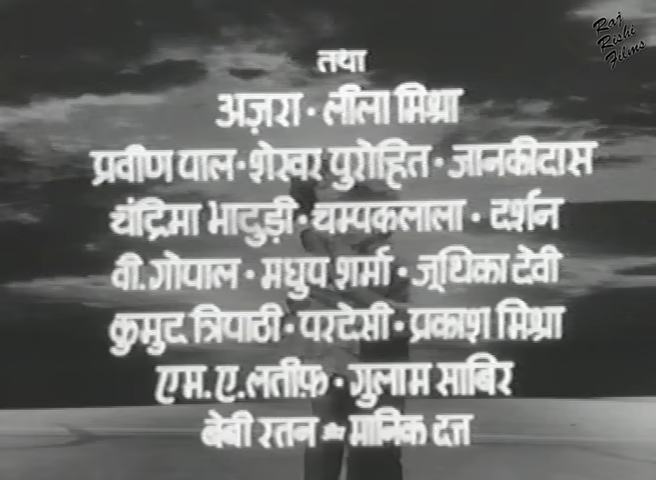 Raj
Rishi
Films
तथा
अज़रा · लीला मिश्रा
प्रवीण पाल · शेखर पुरोहित · जानकीदास
चंद्रिमा भादुड़ी · चम्पकलाला · दर्शन
वी. गोपाल · मधुप शर्मा · जूथिका देवी
कुमुद त्रिपाठी · परदेसी · प्रकाश मिश्रा
एम. ए. लतीफ़ · गुलाम साबिर
बेबी रतन मानिक दत्त